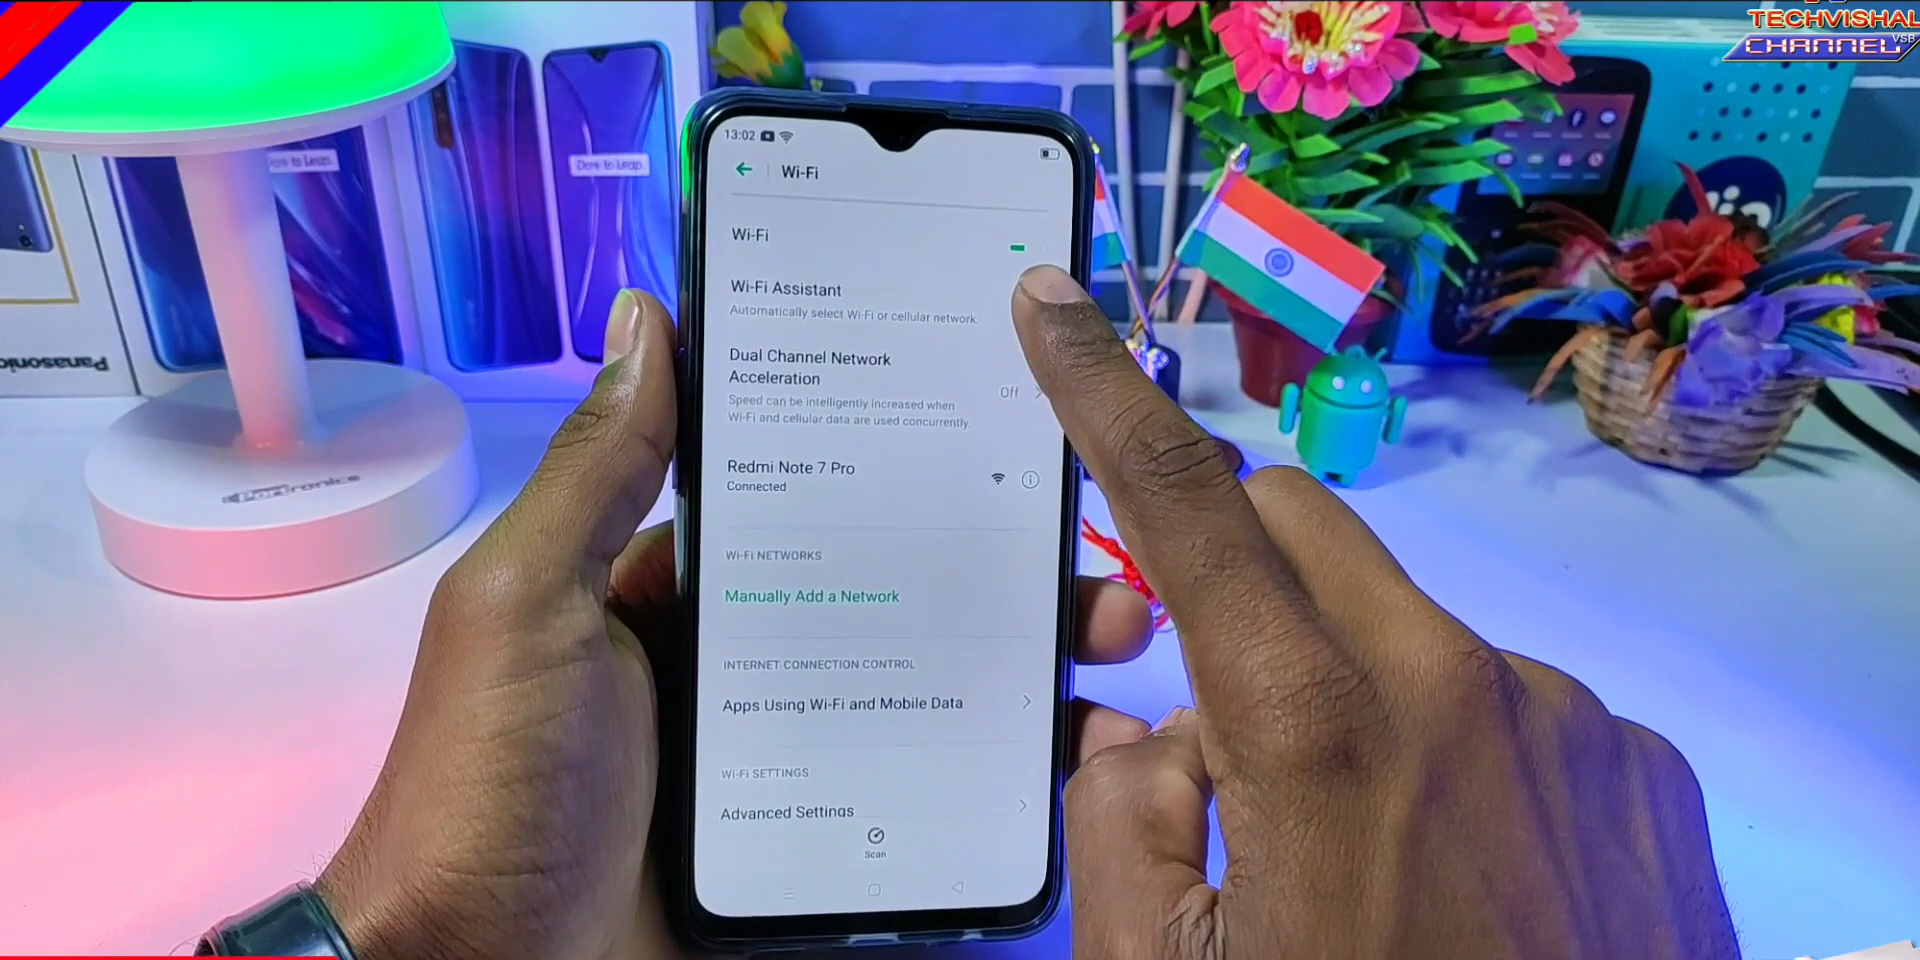 TECHVISHAL
VSB
CHANNEL
Dare to Leap.
Dare to Leap.
Panasonic
Portronics
Jio
13:02
Wi-Fi
Wi-Fi
Wi-Fi Assistant
Automatically select Wi-Fi or cellular network.
Dual Channel Network
Acceleration
Off
Speed can be intelligently increased when
Wi-Fi and cellular data are used concurrently.
Redmi Note 7 Pro
Connected
Wi-Fi NETWORKS
Manually Add a Network
INTERNET CONNECTION CONTROL
Apps Using Wi-Fi and Mobile Data
Wi-Fi SETTINGS
Advanced Settings
Scan